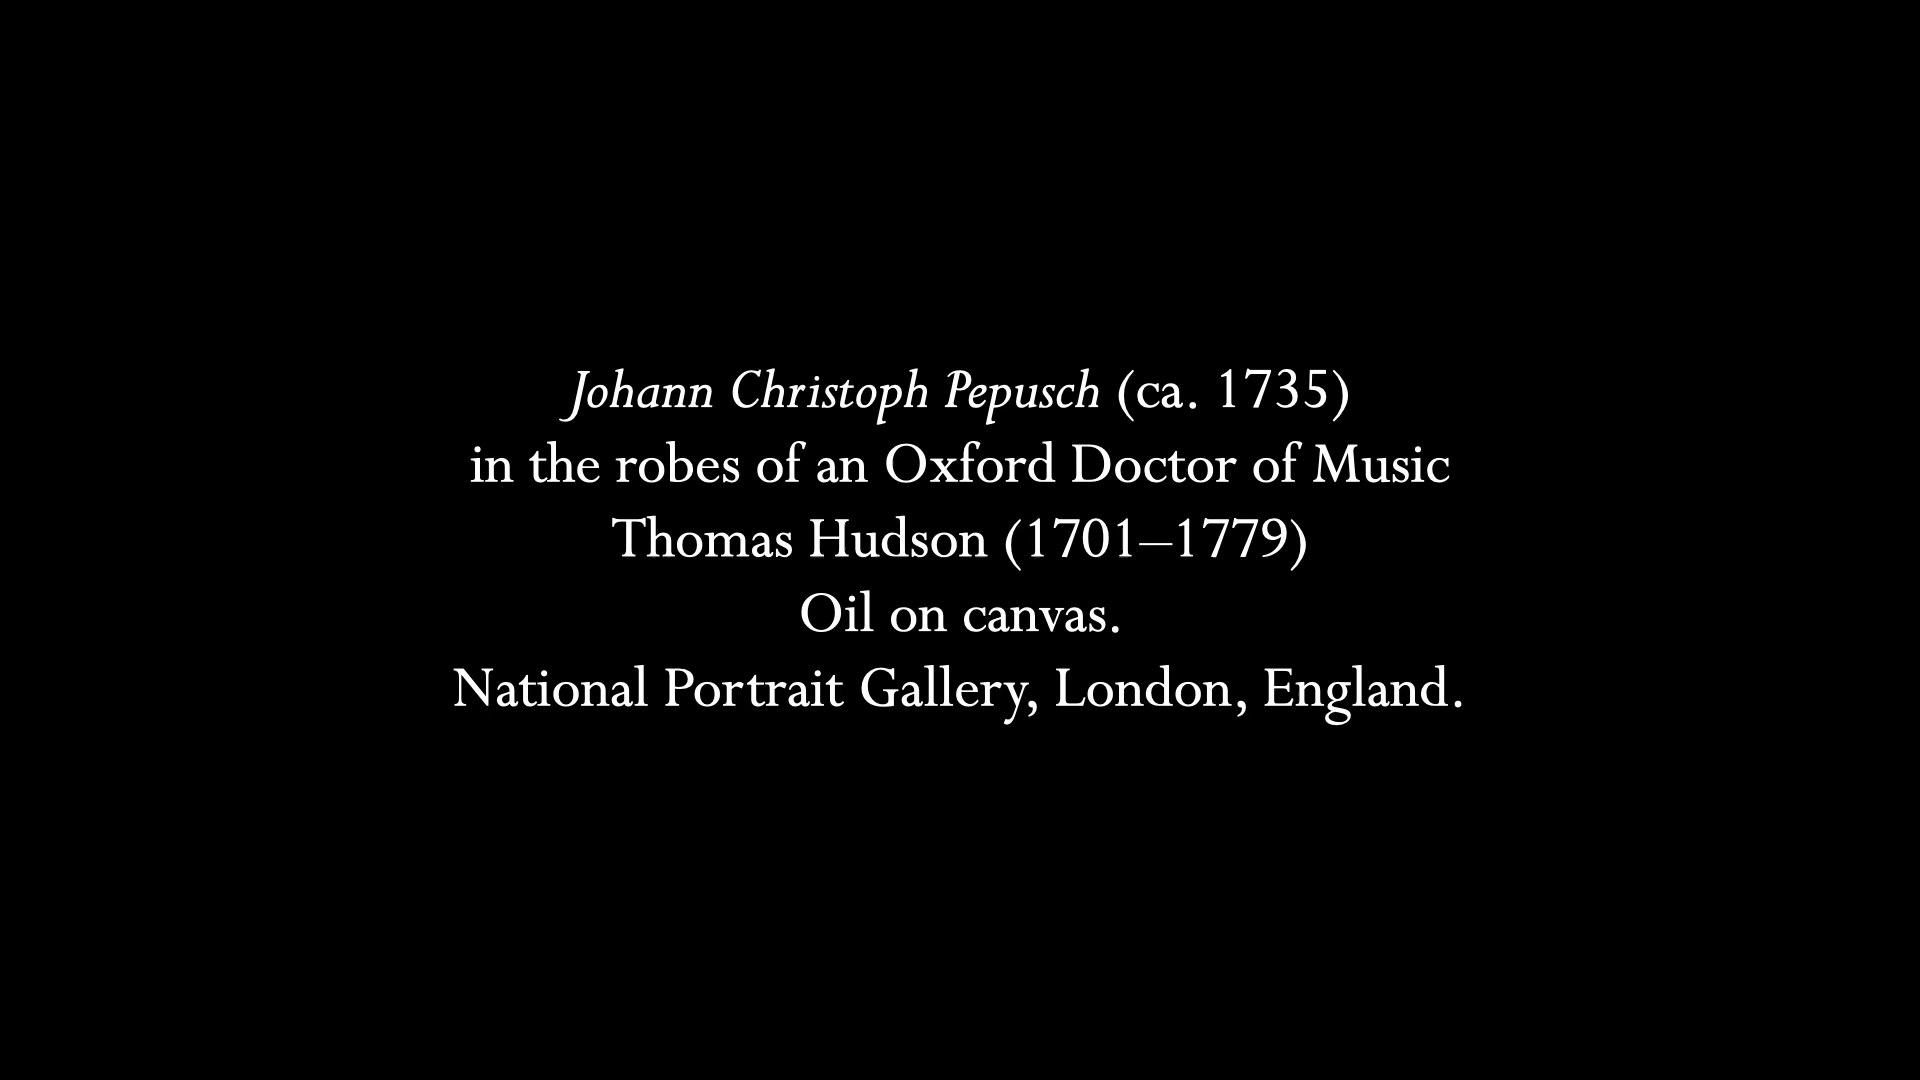 Johann Christoph Pepusch (ca. 1735)
in the robes of an Oxford Doctor of Music
Thomas Hudson (1701–1779)
Oil on canvas.
National Portrait Gallery, London, England.